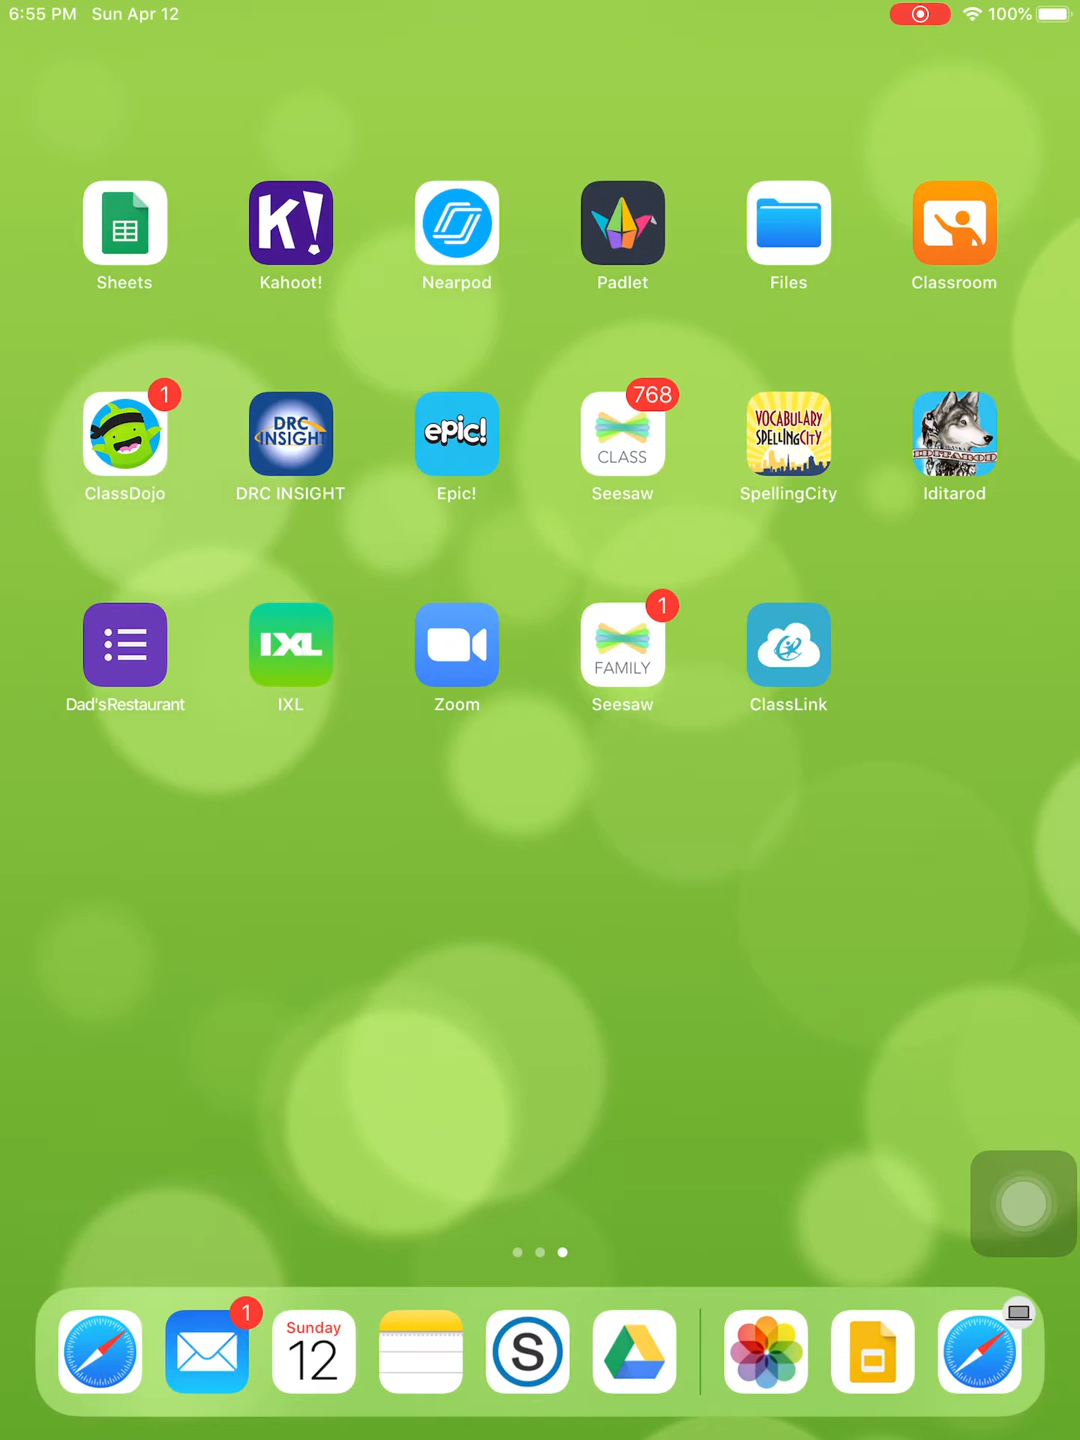 6:55 PM Sun Apr 12 100%
K!
Sheets Kahoot! Nearpod Padlet Files Classroom
1 768
DRC INSIGHT epic! CLASS VOCABULARY SPELLINGCITY IDITAROD
ClassDojo DRC INSIGHT Epic! Seesaw SpellingCity Iditarod
1
IXL FAMILY
Dad'sRestaurant IXL Zoom Seesaw ClassLink
1
Sunday
12 S